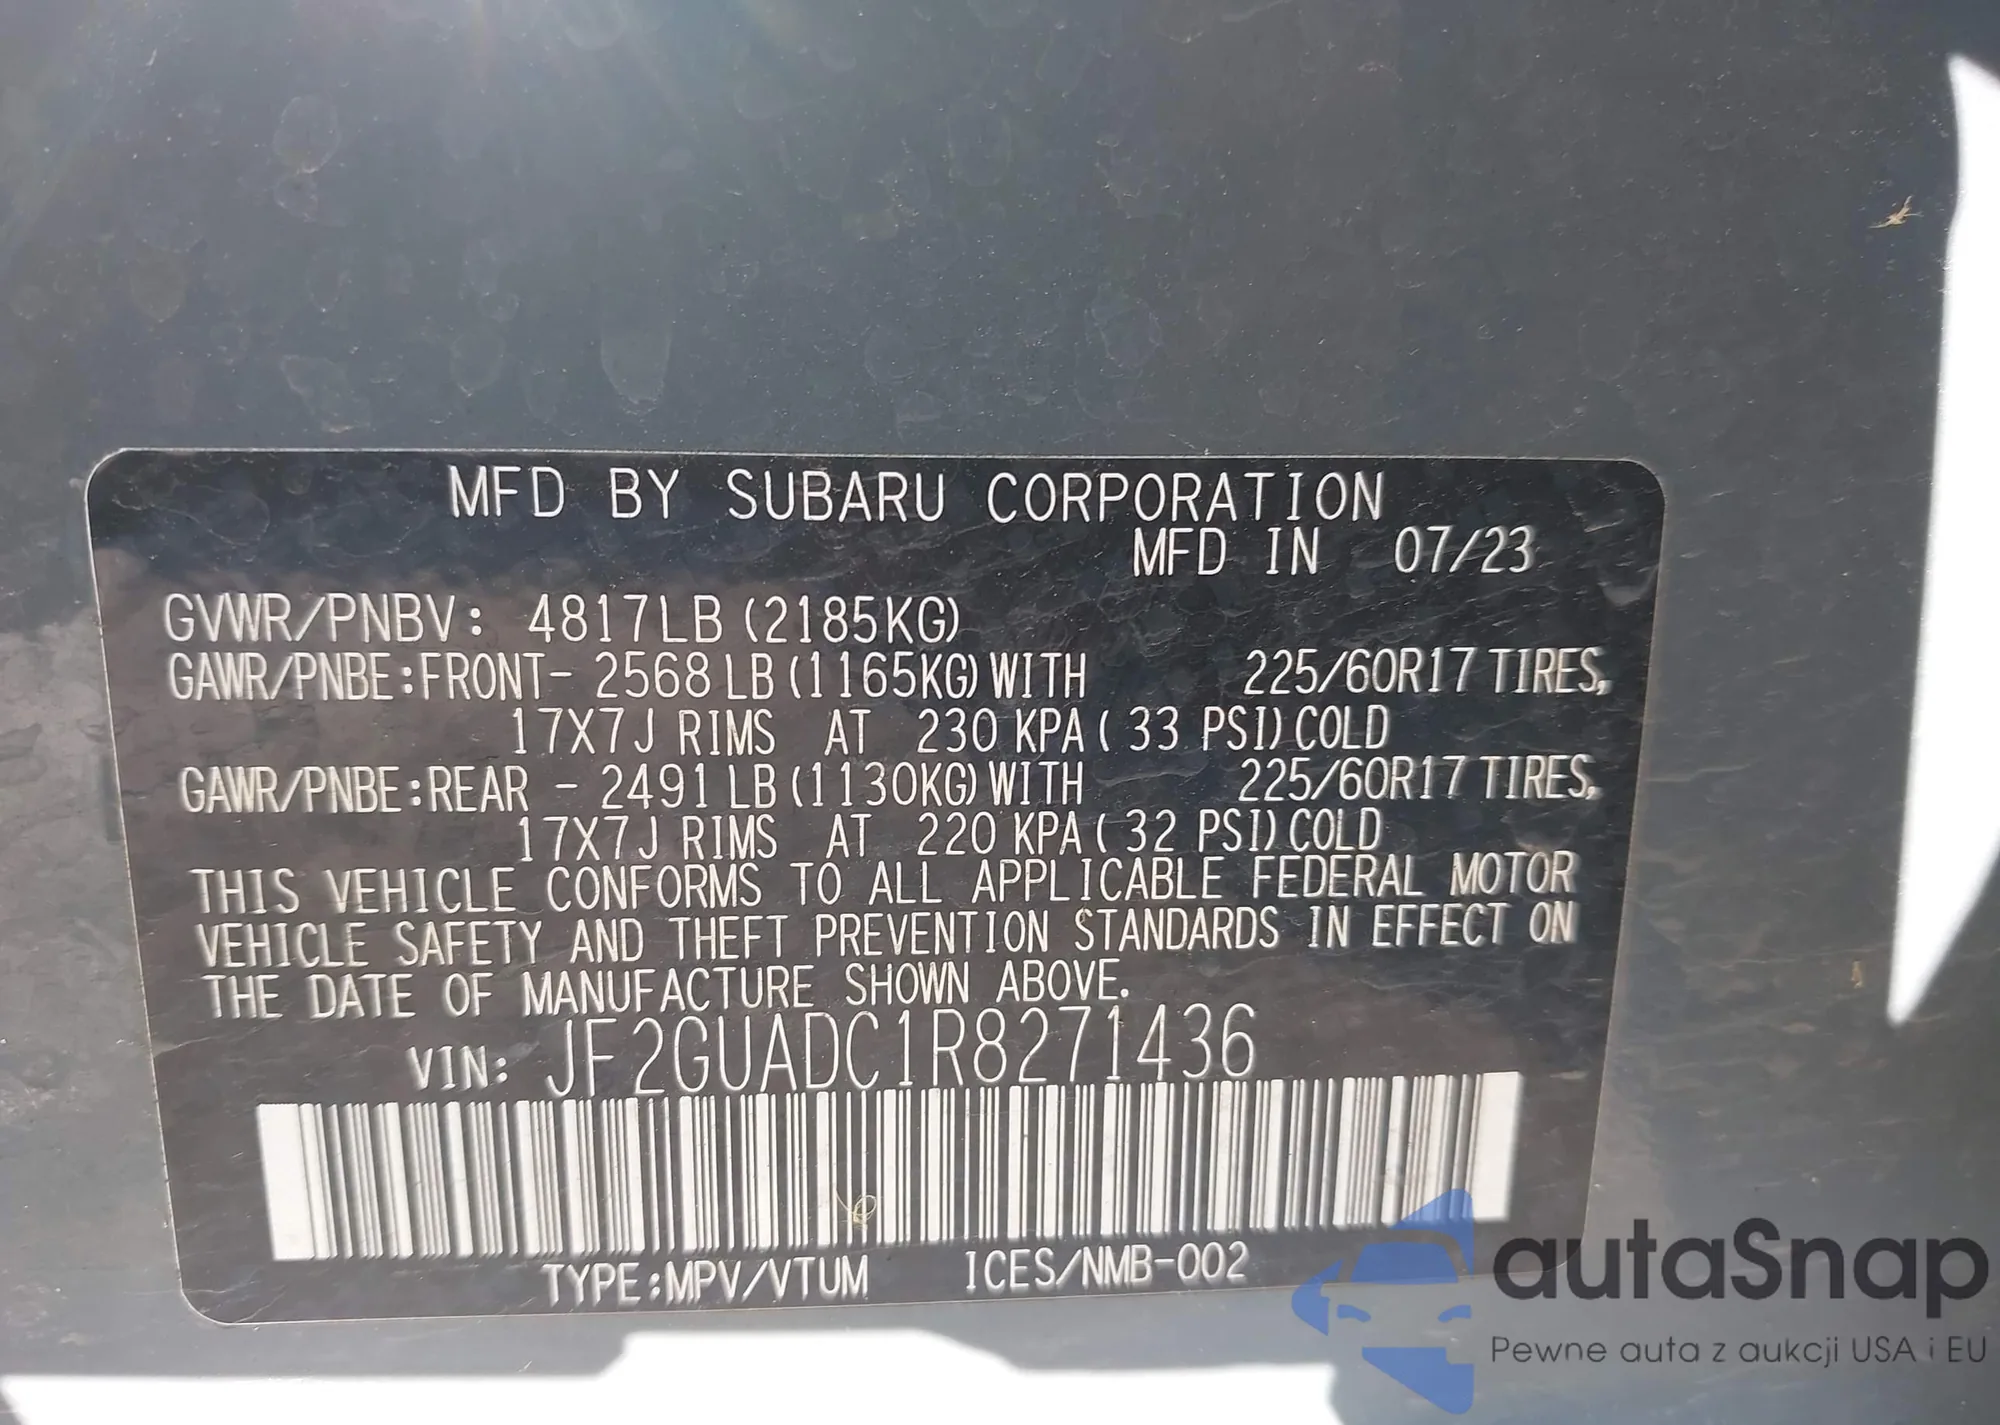 MFD BY SUBARU CORPORATION
MFD IN 07/23
GVWR/PNBV: 4817LB (2185KG)
GAWR/PNBE:FRONT- 2568LB (1165KG) WITH 225/60R17 TIRES,
17X7J RIMS AT 230 KPA ( 33 PSI) COLD
GAWR/PNBE:REAR - 2491LB (1130KG) WITH 225/60R17 TIRES,
17X7J RIMS AT 220 KPA ( 32 PSI) COLD
THIS VEHICLE CONFORMS TO ALL APPLICABLE FEDERAL MOTOR
VEHICLE SAFETY AND THEFT PREVENTION STANDARDS IN EFFECT ON
THE DATE OF MANUFACTURE SHOWN ABOVE.
VIN: JF2GUADC1R8271436
TYPE:MPV/VTUM ICES/NMB-002
autaSnap
Pewne auta z aukcji USA i EU